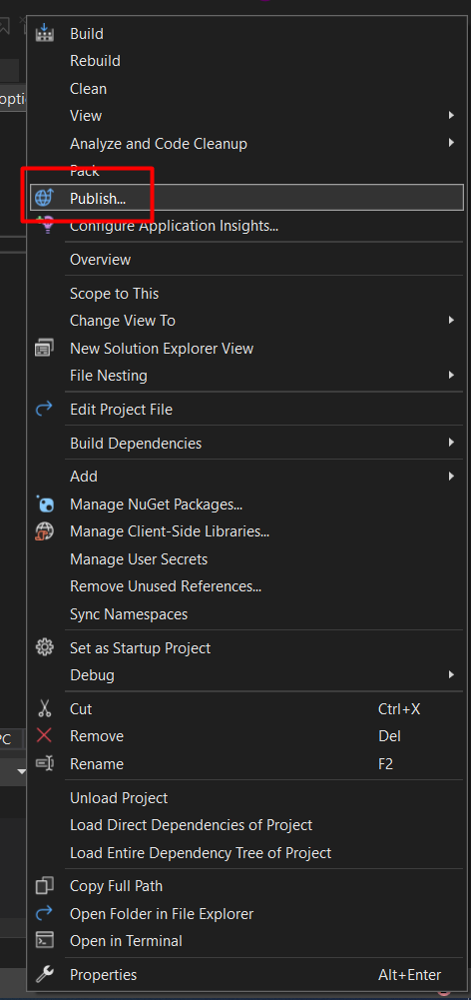 Build
Rebuild
Clean
opti
View
Analyze and Code Cleanup
Pack
Publish...
Configure Application Insights...
Overview
Scope to This
Change View To
New Solution Explorer View
File Nesting
Edit Project File
Build Dependencies
Add
Manage NuGet Packages...
Manage Client-Side Libraries...
Manage User Secrets
Remove Unused References...
Sync Namespaces
Set as Startup Project
Debug
Cut Ctrl+X
Remove Del
PC
Rename F2
Unload Project
Load Direct Dependencies of Project
Load Entire Dependency Tree of Project
Copy Full Path
Open Folder in File Explorer
Open in Terminal
Properties Alt+Enter